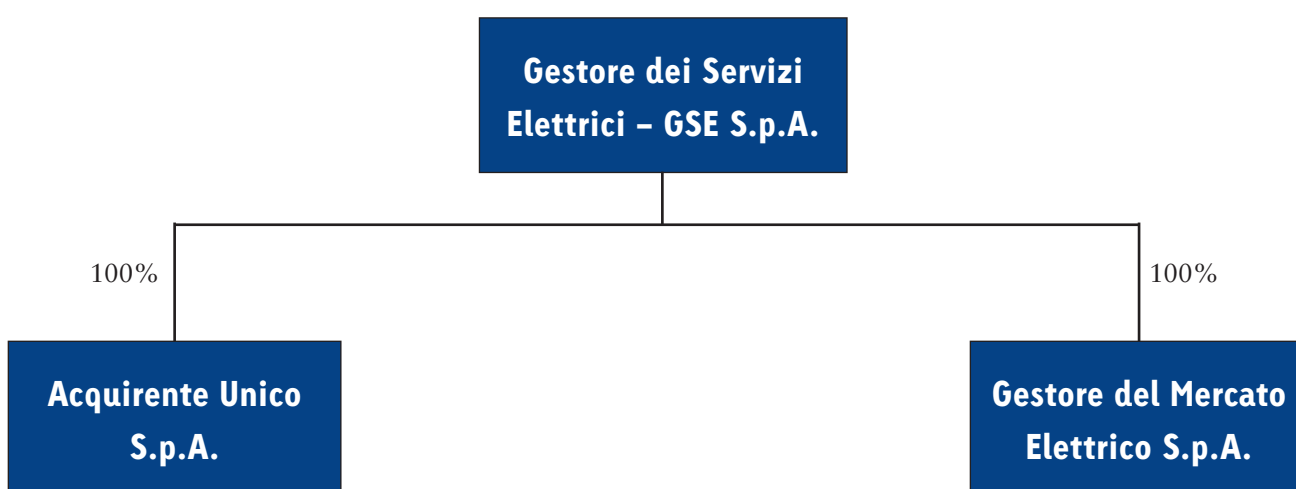 Gestore dei Servizi
Elettrici – GSE S.p.A.
100%
100%
Acquirente Unico
S.p.A.
Gestore del Mercato
Elettrico S.p.A.